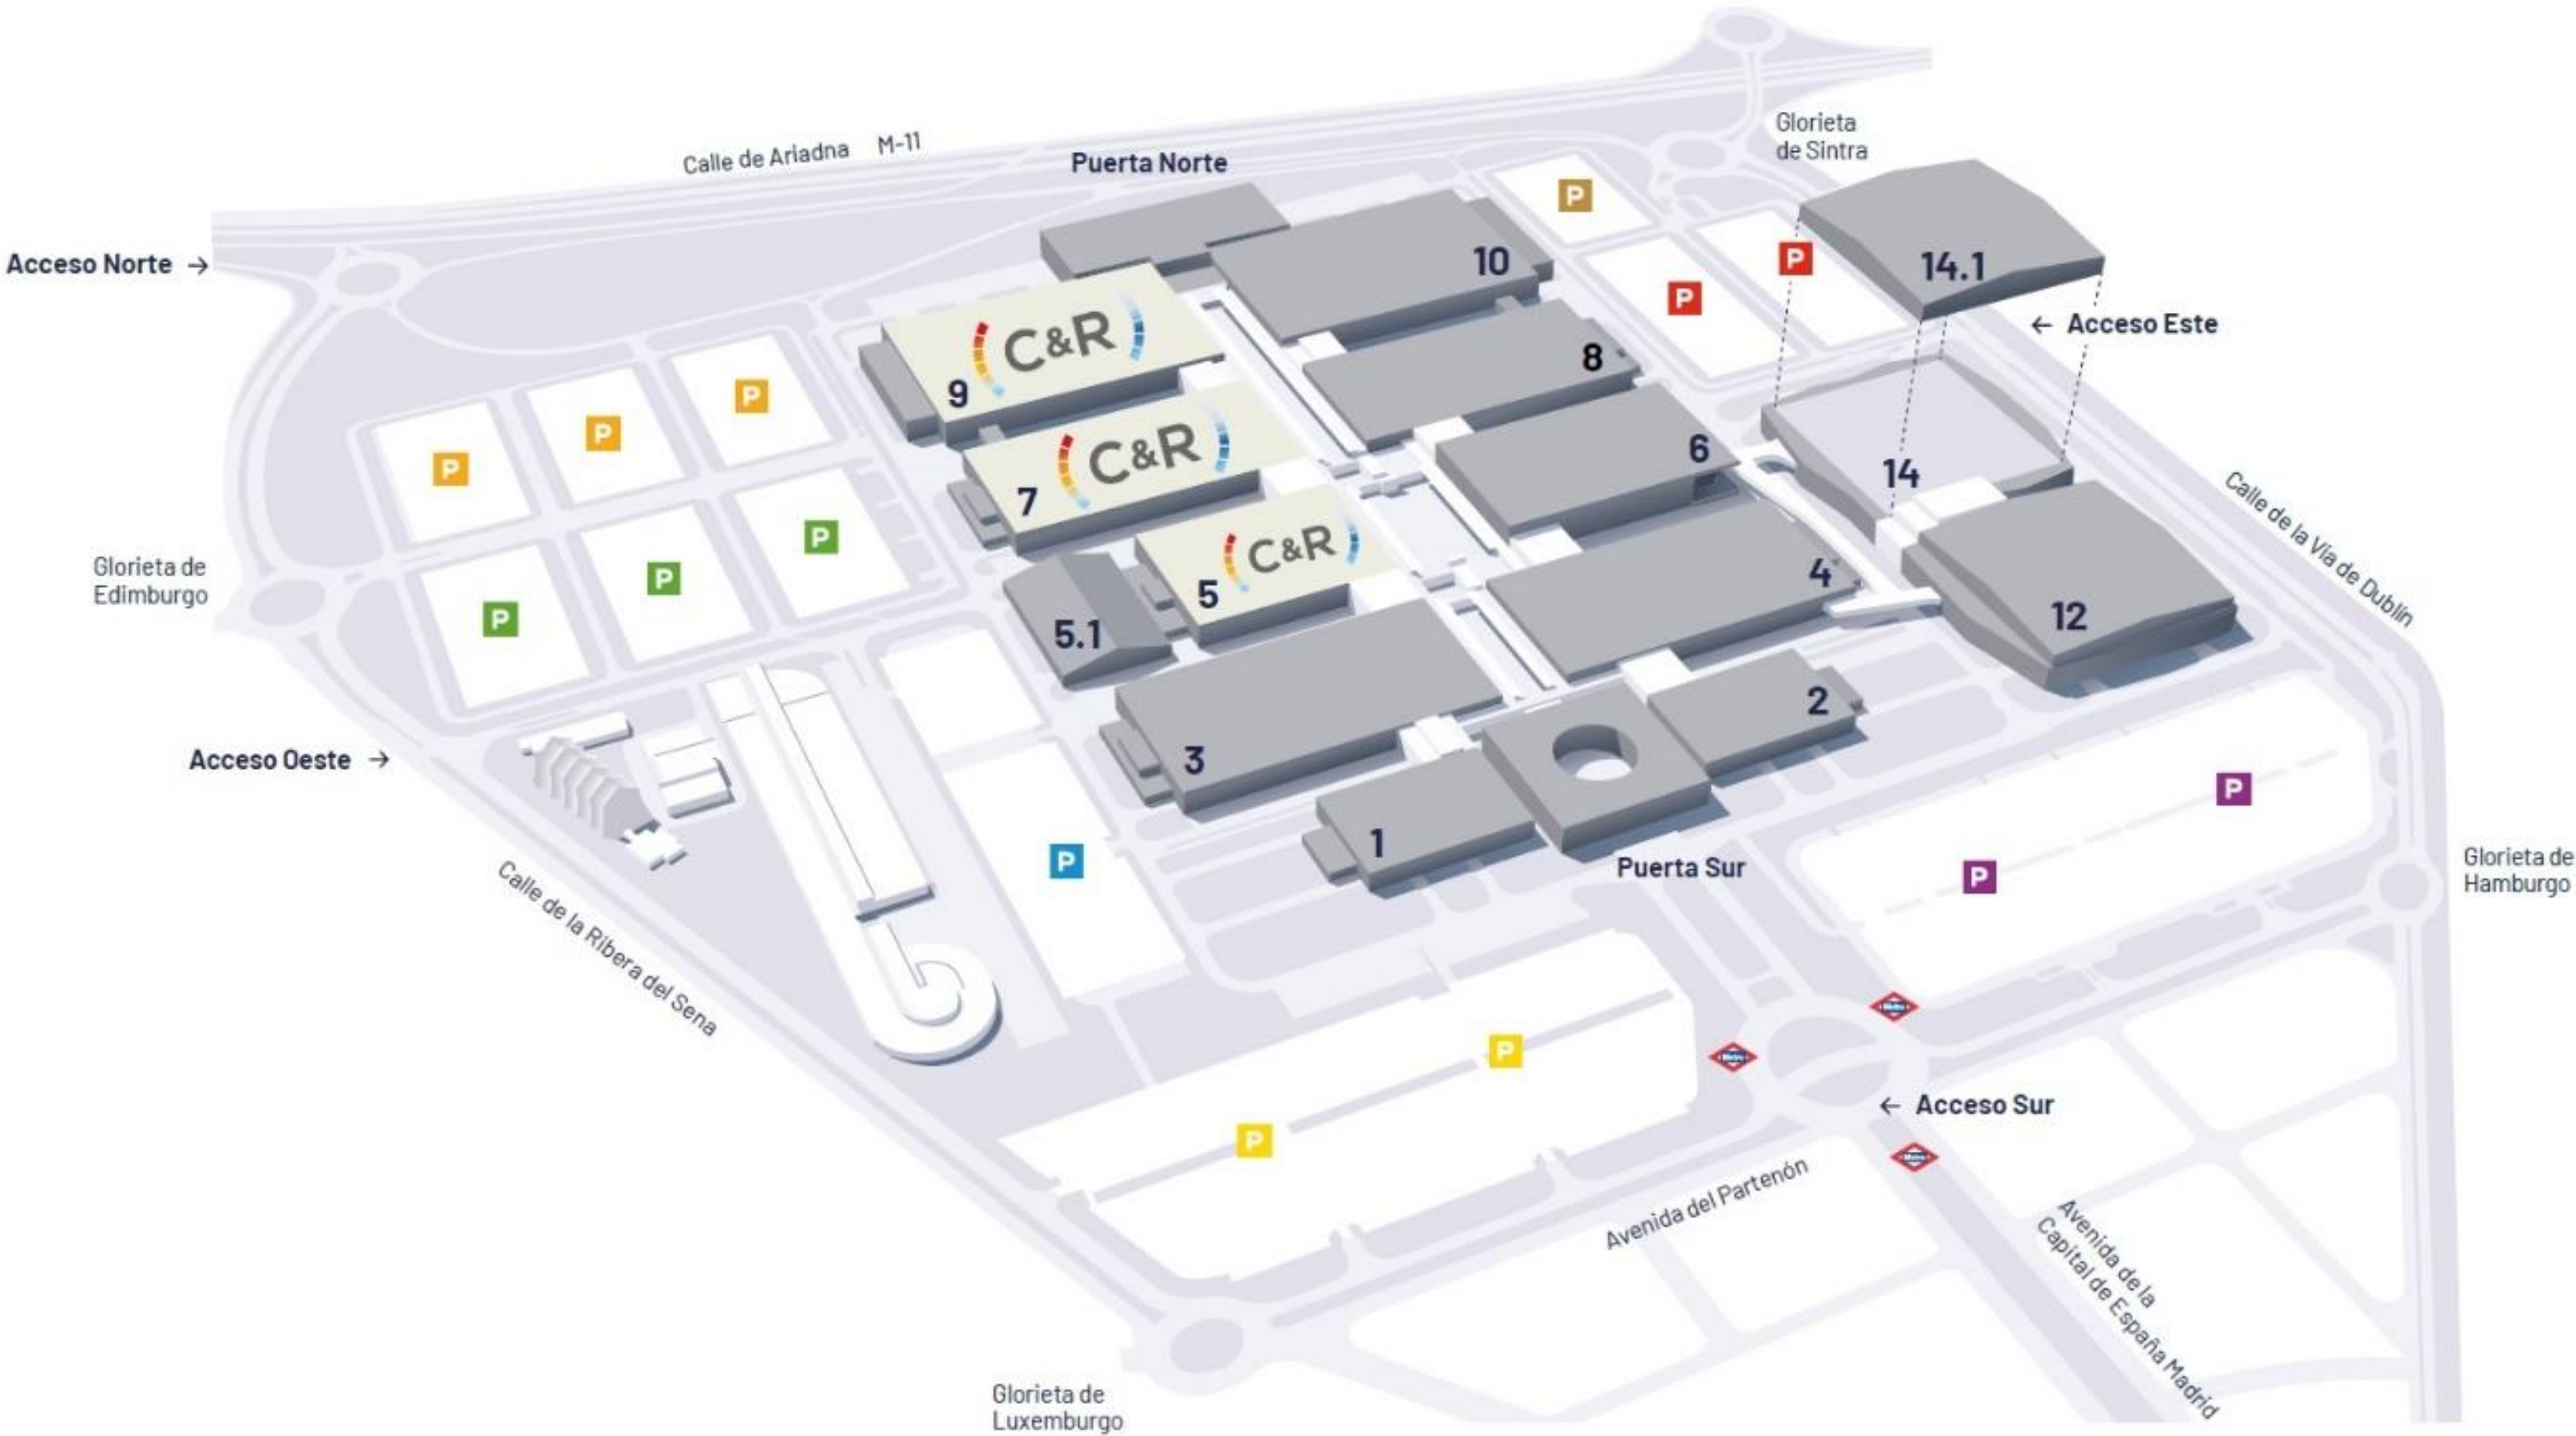 Glorieta
de Sintra
Calle de Ariadna M-11
Puerta Norte
P
Acceso Norte →
10
P
14.1
P
← Acceso Este
C&R
9
8
P
P
P
C&R
7
6
14
Calle de la Vía de Dublín
P
P
P
C&R
5
4
5.1
12
Glorieta de
Edimburgo
Acceso Oeste →
3
2
1
P
P
P
Puerta Sur
Glorieta de
Hamburgo
Calle de la Ribera del Sena
Metro
P
Metro
P
← Acceso Sur
Metro
Avenida del Partenón
Avenida de la
Capital de España Madrid
Glorieta de
Luxemburgo